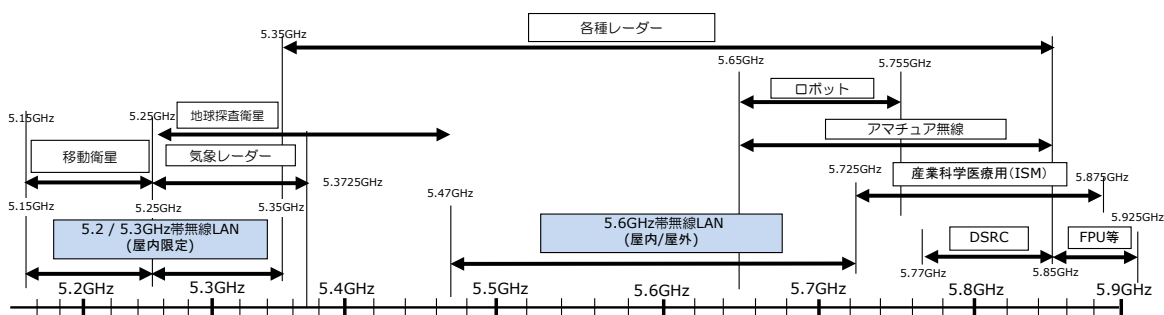 各種レーダー
5.35GHz
5.65GHz
5.755GHz
ロボット
5.15GHz
5.25GHz
地球探査衛星
アマチュア無線
移動衛星
気象レーダー
5.3725GHz
5.725GHz
産業科学医療用(ISM)
5.875GHz
5.47GHz
5.15GHz
5.25GHz
5.35GHz
5.925GHz
5.2 / 5.3GHz帯無線LAN
(屋内限定)
5.6GHz帯無線LAN
(屋内/屋外)
DSRC
FPU等
5.77GHz
5.85GHz
5.2GHz
5.3GHz
5.4GHz
5.5GHz
5.6GHz
5.7GHz
5.8GHz
5.9GHz